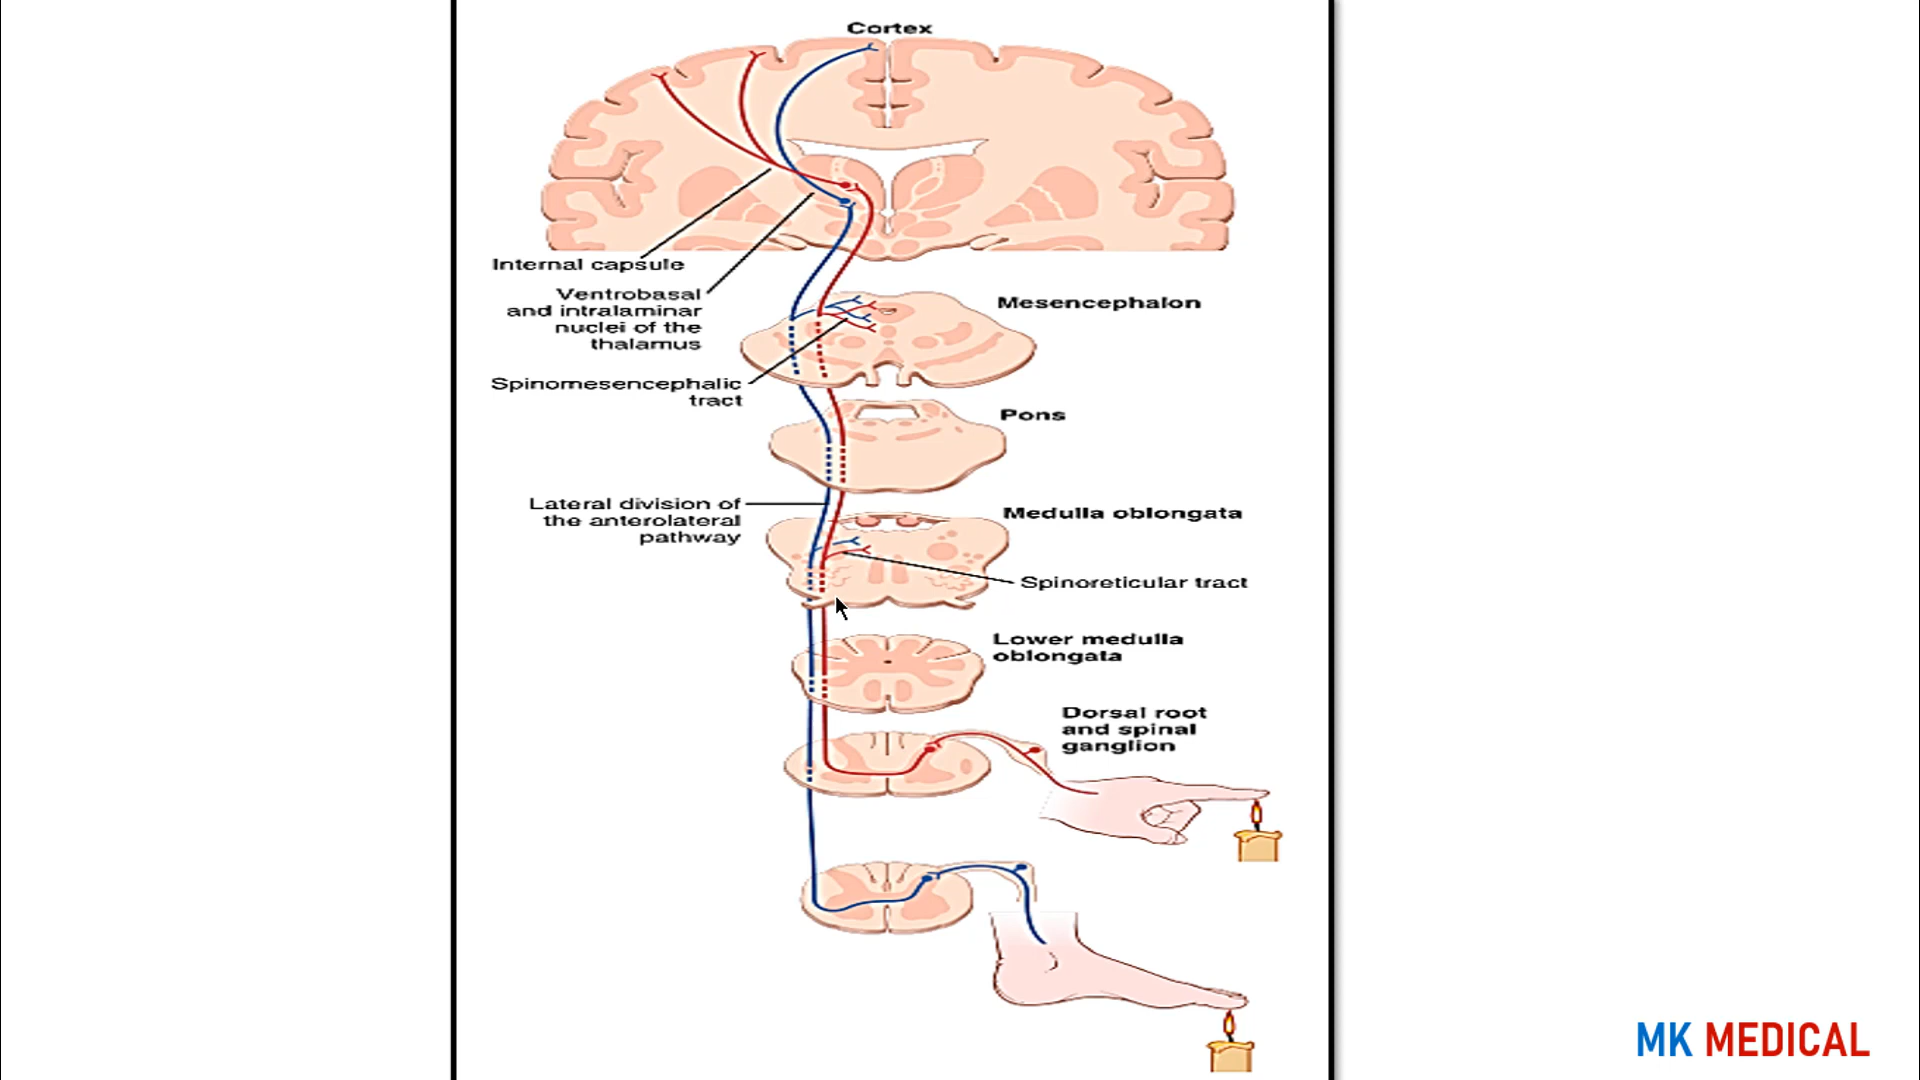 Cortex
Internal capsule
Ventrobasal
and intralaminar
nuclei of the
thalamus
Mesencephalon
Spinomesencephalic
tract
Pons
Lateral division of
the anterolateral
pathway
Medulla oblongata
Spinoreticular tract
Lower medulla
oblongata
Dorsal root
and spinal
ganglion
MK MEDICAL